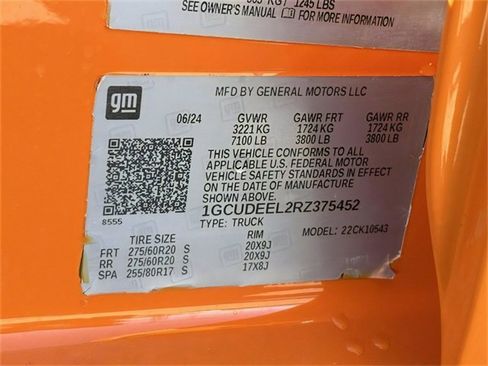 1245 LBS
SEE OWNER'S MANUAL FOR MORE INFORMATION
gm
MFD BY GENERAL MOTORS LLC
06/24 GVWR GAWR FRT GAWR RR
3221 KG 1724 KG 1724 KG
7100 LB 3800 LB 3800 LB
THIS VEHICLE CONFORMS TO ALL
APPLICABLE U.S. FEDERAL MOTOR
VEHICLE SAFETY STANDARDS IN EFFECT
ON THE DATE OF MANUFACTURE
SHOWN ABOVE.
1GCUDEEL2RZ375452
8555
TYPE: TRUCK MODEL: 22CK10543
TIRE SIZE RIM
FRT 275/60R20 S 20X9J
RR 275/60R20 S 20X9J
SPA 255/80R17 S 17X8J